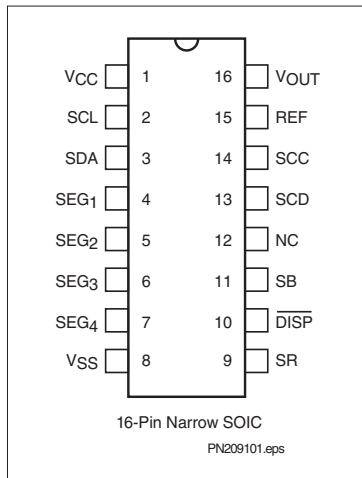 VCC 1 16 VOUT
SCL 2 15 REF
SDA 3 14 SCC
SEG1 4 13 SCD
SEG2 5 12 NC
SEG3 6 11 SB
SEG4 7 10 DISP
VSS 8 9 SR
16-Pin Narrow SOIC
PN209101.eps